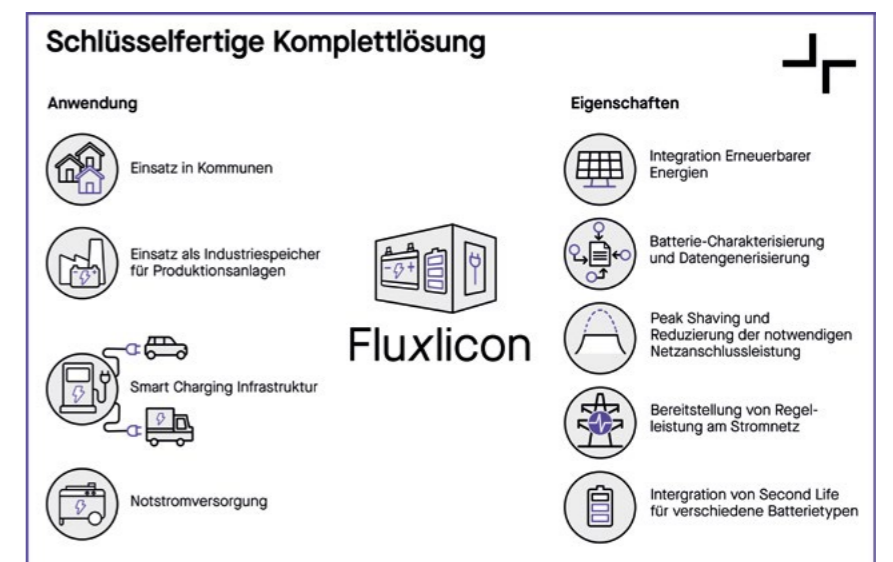 Schlüsselfertige Komplettlösung
Anwendung
Einsatz in Kommunen
Einsatz als Industriespeicher
für Produktionsanlagen
Smart Charging Infrastruktur
Notstromversorgung
Fluxlicon
Eigenschaften
Integration Erneuerbarer
Energien
Batterie-Charakterisierung
und Datengenerisierung
Peak Shaving und
Reduzierung der notwendigen
Netzanschlussleistung
Bereitstellung von Regel-
leistung am Stromnetz
Intergration von Second Life
für verschiedene Batterietypen